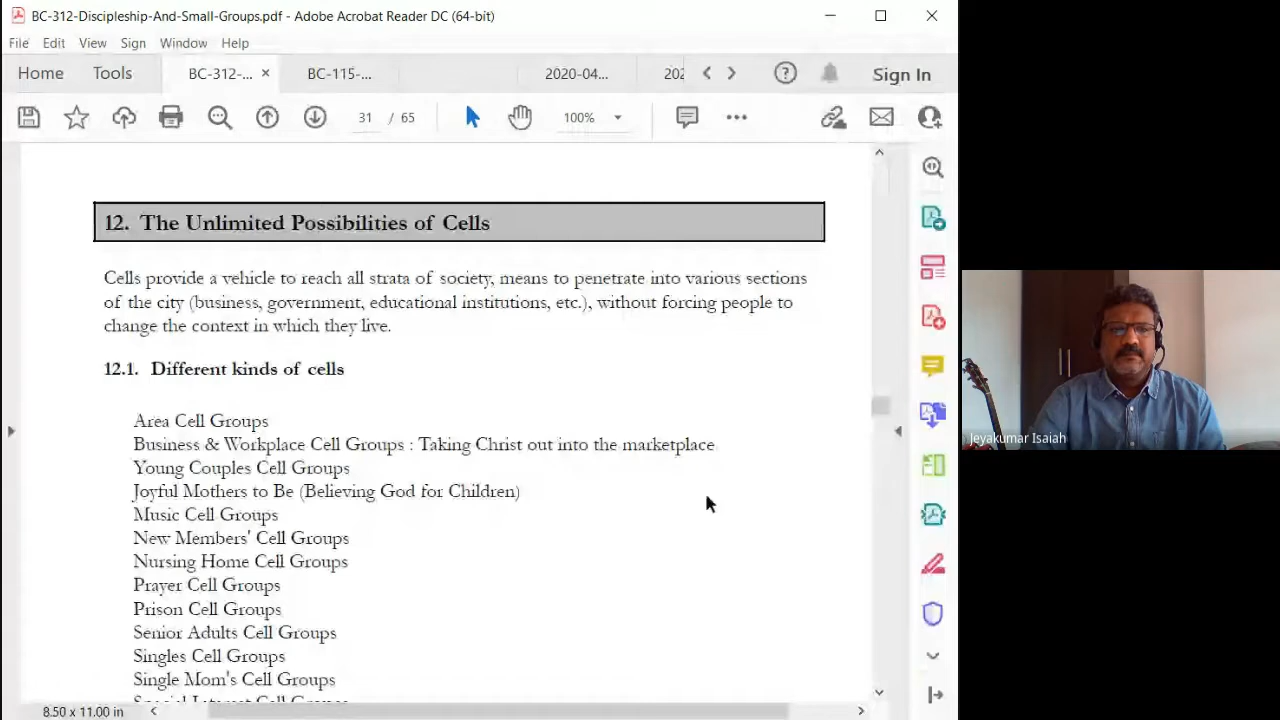 BC-312-Discipleship-And-Small-Groups.pdf - Adobe Acrobat Reader DC (64-bit)
File Edit View Sign Window Help
Home Tools BC-312-... × BC-115-... 2020-04... 202 Sign In
31 / 65 100%
12. The Unlimited Possibilities of Cells
Cells provide a vehicle to reach all strata of society, means to penetrate into various sections
of the city (business, government, educational institutions, etc.), without forcing people to
change the context in which they live.
12.1. Different kinds of cells
Area Cell Groups
Business & Workplace Cell Groups : Taking Christ out into the marketplace
Young Couples Cell Groups
Joyful Mothers to Be (Believing God for Children)
Music Cell Groups
New Members' Cell Groups
Nursing Home Cell Groups
Prayer Cell Groups
Prison Cell Groups
Senior Adults Cell Groups
Singles Cell Groups
Single Mom's Cell Groups
Special Interest Cell Groups
8.50 x 11.00 in
Jeyakumar Isaiah